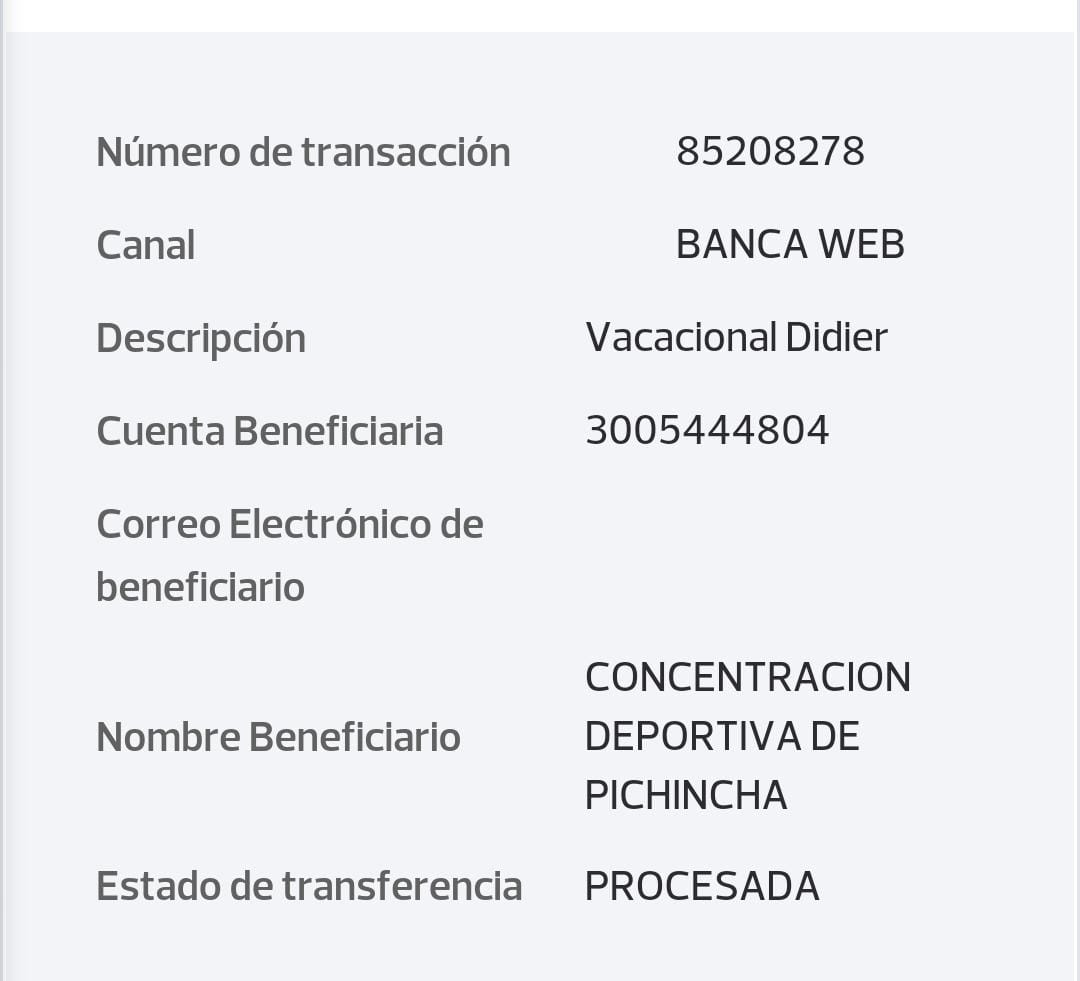 Número de transacción 85208278
Canal BANCA WEB
Descripción Vacacional Didier
Cuenta Beneficiaria 3005444804
Correo Electrónico de
beneficiario
Nombre Beneficiario CONCENTRACION
DEPORTIVA DE
PICHINCHA
Estado de transferencia PROCESADA